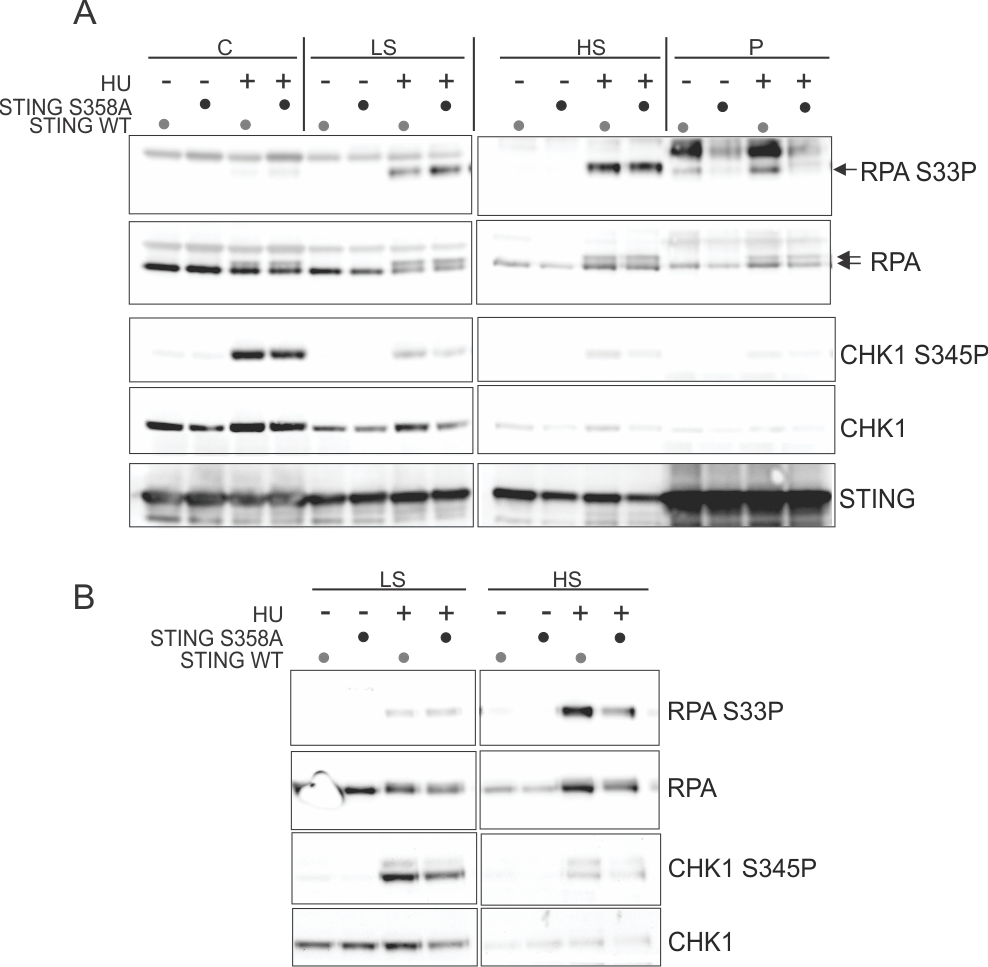 A
C LS HS P
HU - - + + - - + + - - + + - - + +
STING S358A
STING WT
RPA S33P
RPA
CHK1 S345P
CHK1
STING
B
LS HS
HU - - + + - - + +
STING S358A
STING WT
RPA S33P
RPA
CHK1 S345P
CHK1